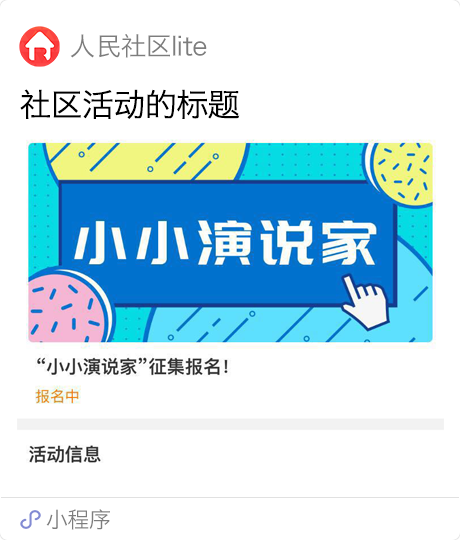 人民社区lite
社区活动的标题
小小演说家
“小小演说家”征集报名！
报名中
活动信息
小程序